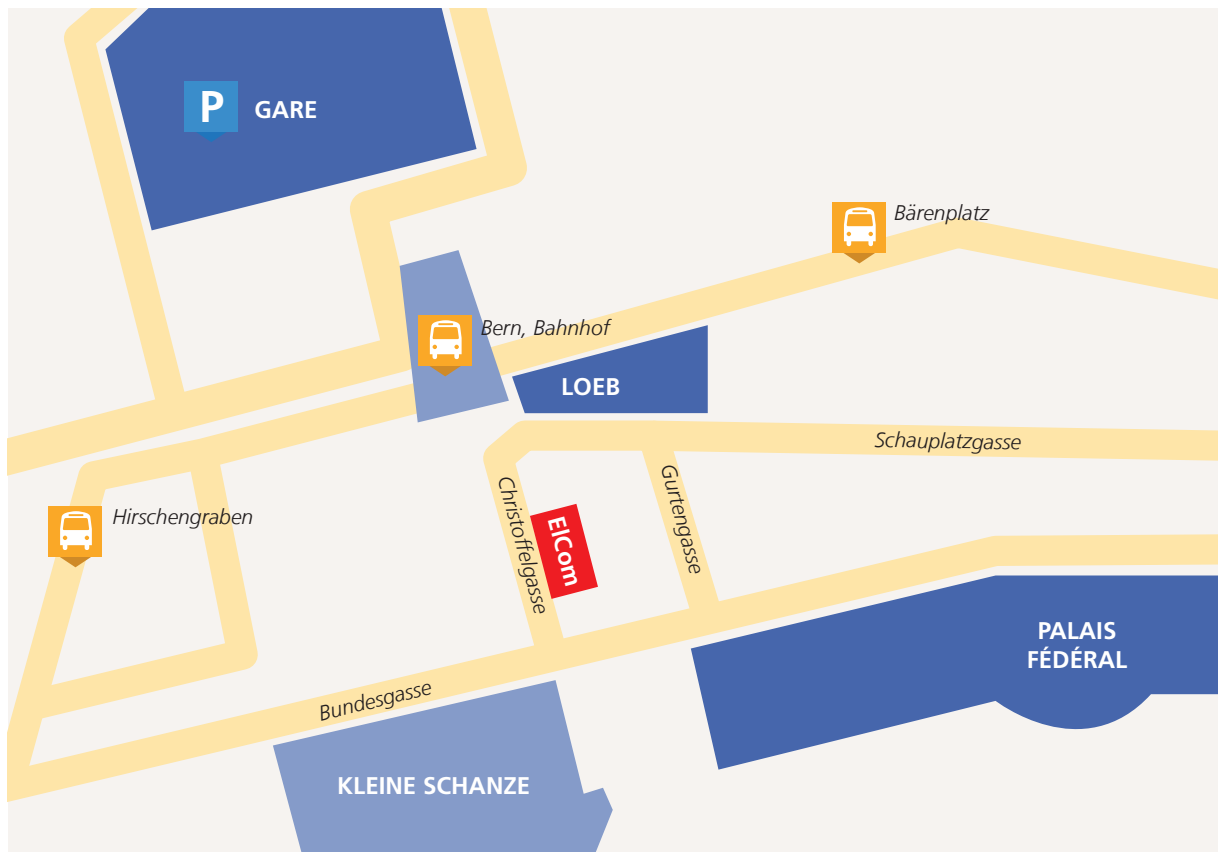 P
GARE
Bärenplatz
Bern, Bahnhof
LOEB
Schauplatzgasse
Hirschengraben
Christoffelgasse
ElCom
Gurtengasse
PALAIS
FÉDÉRAL
Bundesgasse
KLEINE SCHANZE